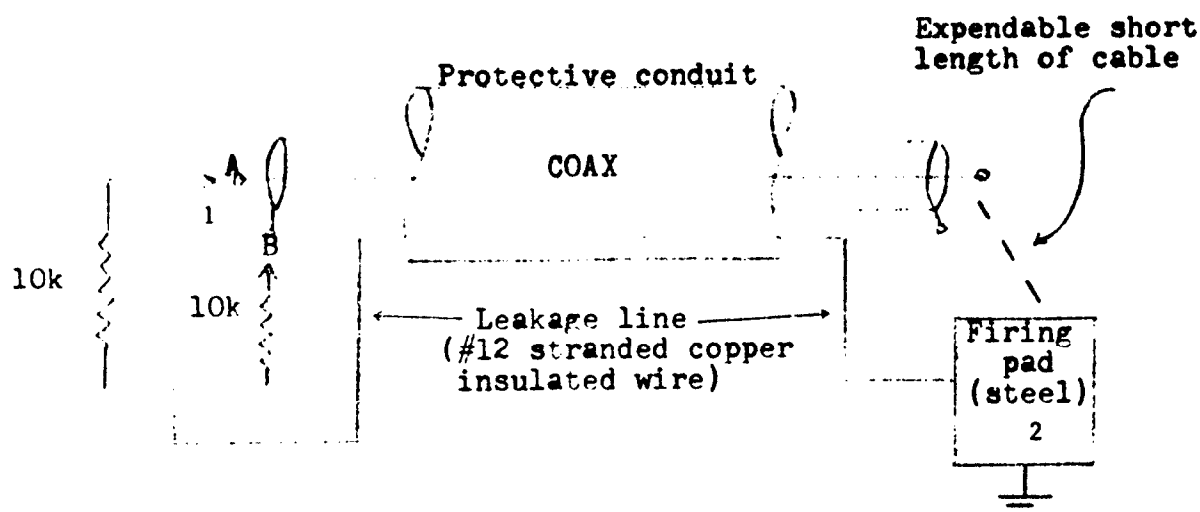 Expendable short
length of cable
Protective conduit
COAX
A
1
B
10k
10k
Leakage line
(#12 stranded copper
insulated wire)
Firing
pad
(steel)
2